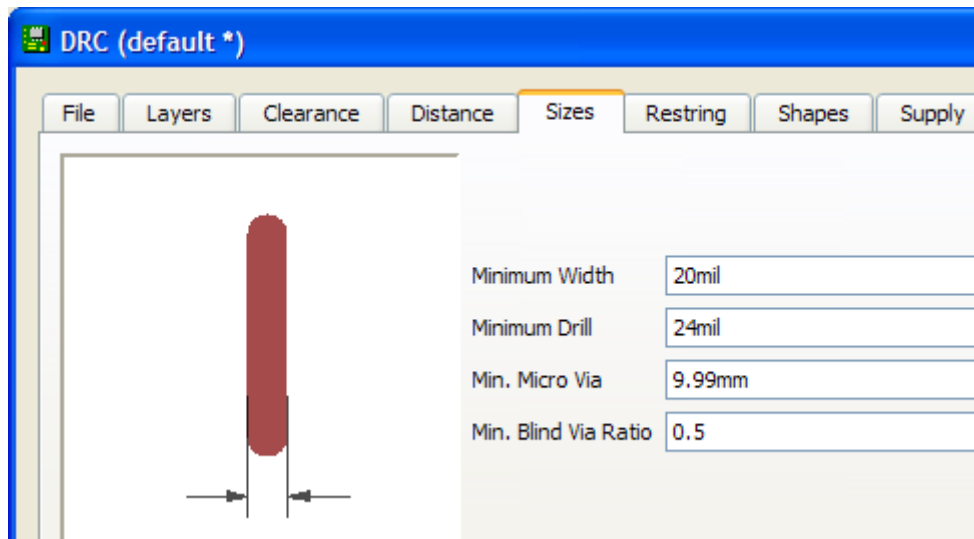 DRC (default *)
File Layers Clearance Distance Sizes Restring Shapes Supply
Minimum Width 20mil
Minimum Drill 24mil
Min. Micro Via 9.99mm
Min. Blind Via Ratio 0.5